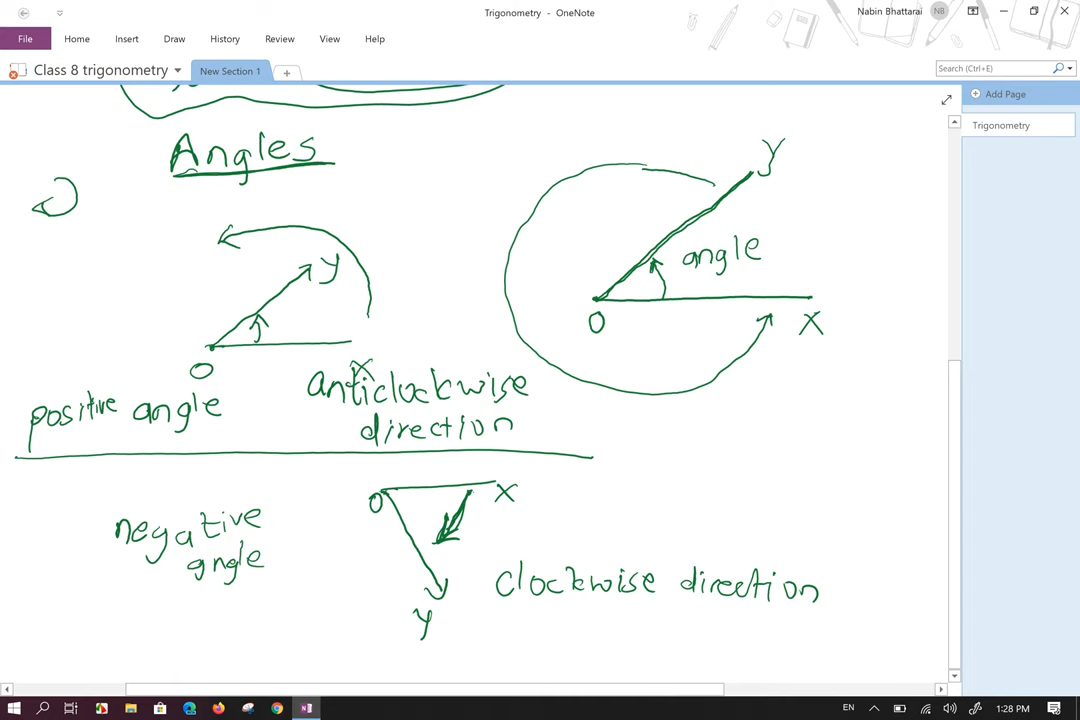 Trigonometry - OneNote
Nabin Bhattarai
NB
File
Home
Insert
Draw
History
Review
View
Help
Class 8 trigonometry
New Section 1
Search (Ctrl+E)
Add Page
Trigonometry
Angles
y
O
x
positive angle
anticlockwise
direction
y
angle
O
X
negative
angle
O
X
y
clockwise direction
EN
1:28 PM